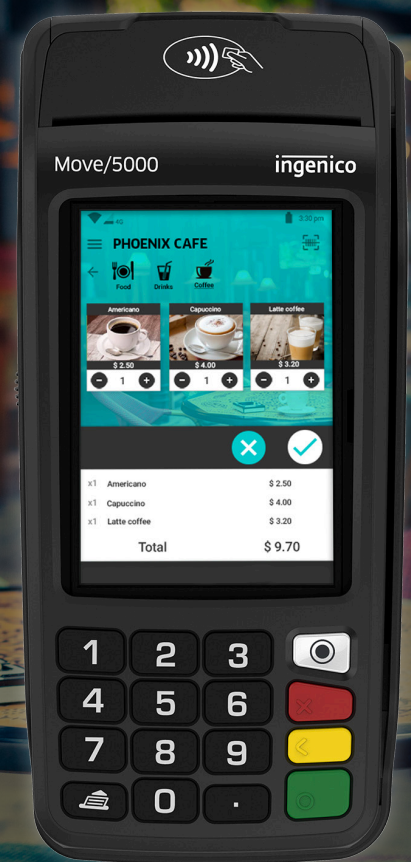 Move/5000 ingenico
4G 3:30 pm
PHOENIX CAFE
Food Drinks Coffee
Americano Capuccino Latte coffee
$ 2.50 $ 4.00 $ 3.20
1 1 1
x1 Americano $ 2.50
x1 Capuccino $ 4.00
x1 Latte coffee $ 3.20
Total $ 9.70
1 2 3
4 5 6
7 8 9
0 .